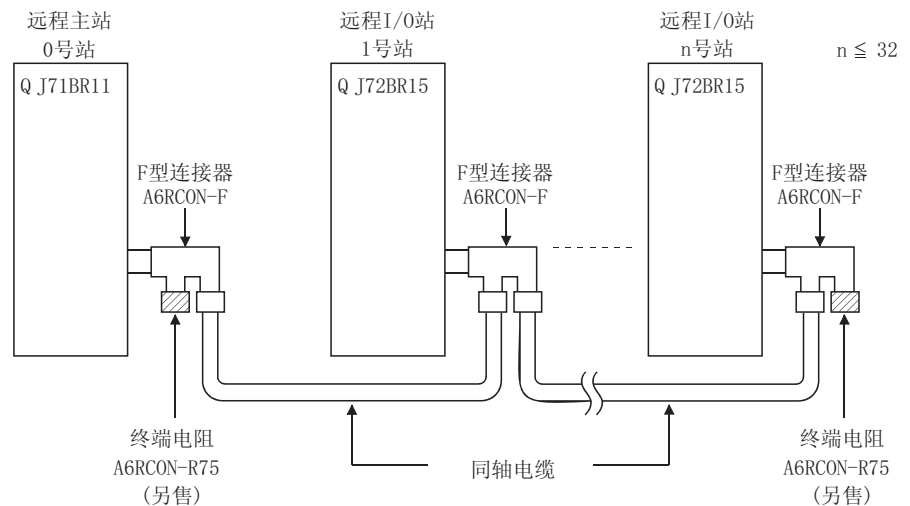 远程主站
0号站
远程I/O站
1号站
远程I/O站
n号站
n ≦ 32
Q J71BR11
Q J72BR15
Q J72BR15
F型连接器
A6RCON-F
F型连接器
A6RCON-F
F型连接器
A6RCON-F
终端电阻
A6RCON-R75
(另售)
同轴电缆
终端电阻
A6RCON-R75
(另售)